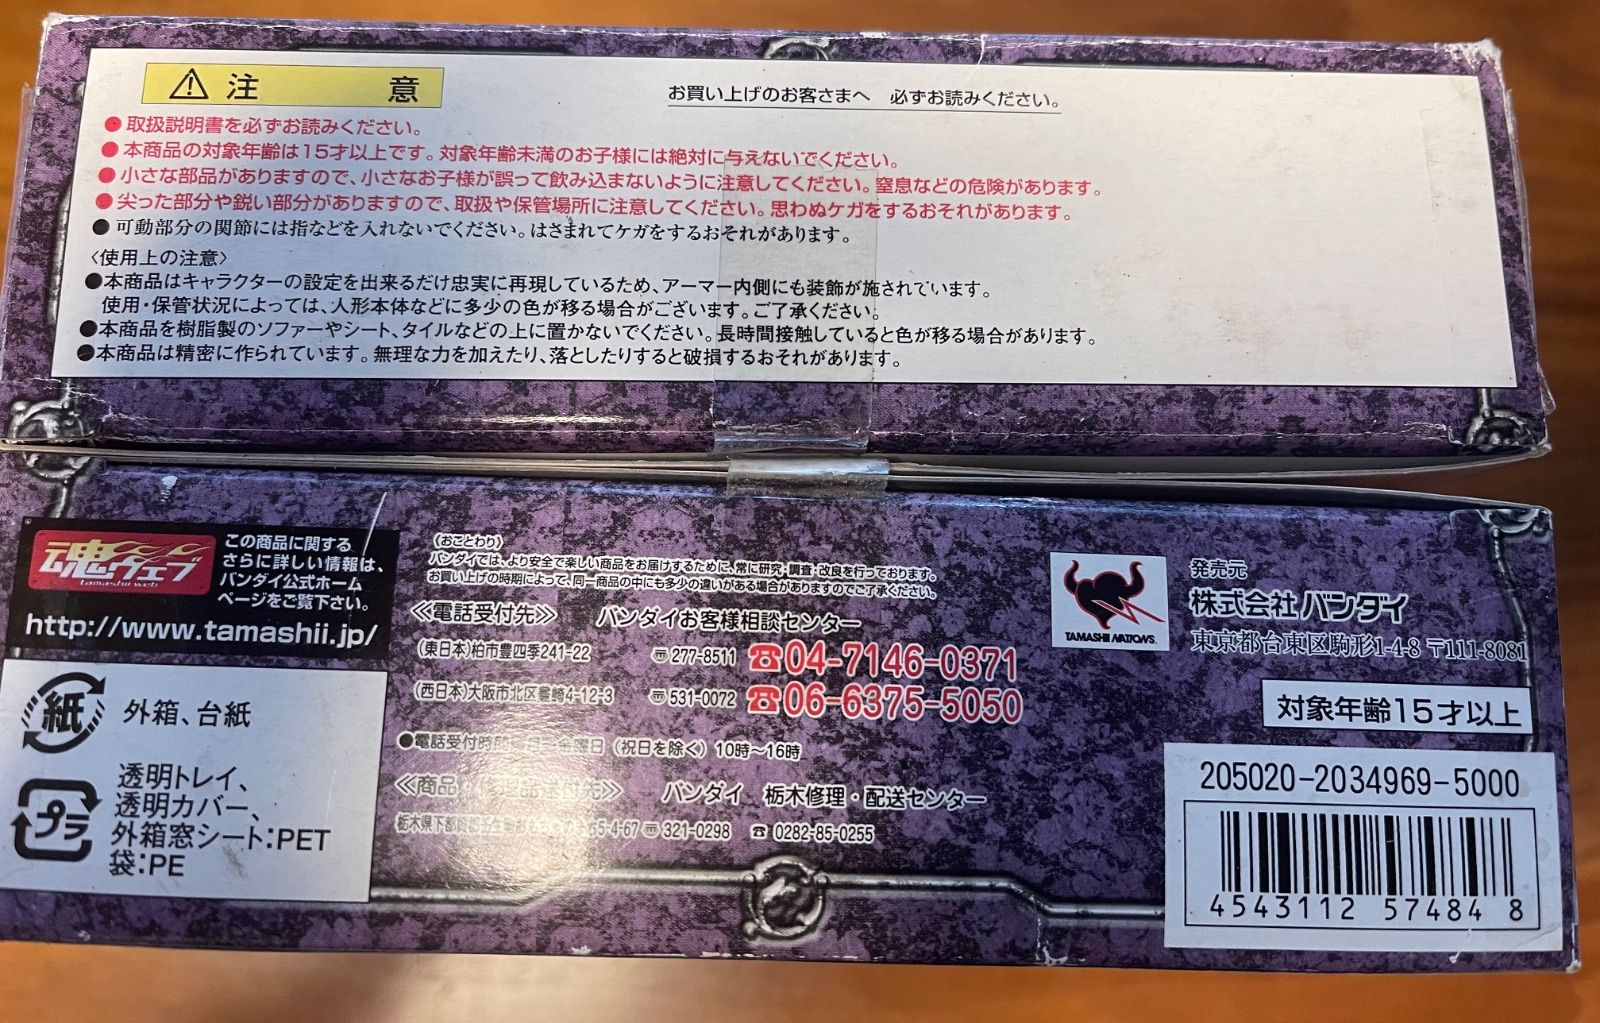 ⚠ 注 意
お買い上げのお客さまへ 必ずお読みください。
●取扱説明書を必ずお読みください。
●本商品の対象年齢は15才以上です。対象年齢未満のお子様には絶対に与えないでください。
●小さな部品がありますので、小さなお子様が誤って飲み込まないように注意してください。窒息などの危険があります。
●尖った部分や鋭い部分がありますので、取扱や保管場所に注意してください。思わぬケガをするおそれがあります。
●可動部分の関節には指などを入れないでください。はさまれてケガをするおそれがあります。
〈使用上の注意〉
●本商品はキャラクターの設定を出来るだけ忠実に再現しているため、アーマー内側にも装飾が施されています。
使用・保管状況によっては、人形本体などに多少の色が移る場合がございます。ご了承ください。
●本商品を樹脂製のソファーやシート、タイルなどの上に置かないでください。長時間接触していると色が移る場合があります。
●本商品は精密に作られています。無理な力を加えたり、落としたりすると破損するおそれがあります。
魂ウェブ
tamashii web
この商品に関する
さらに詳しい情報は、
バンダイ公式ホーム
ページをご覧下さい。
http://www.tamashii.jp/
紙
外箱、台紙
プラ
透明トレイ、
透明カバー、
外箱窓シート:PET
袋:PE
《おことわり》
バンダイでは、より安全で楽しい商品をお届けするために、常に研究・調査・改良を行っております。
お買い上げの時期によって、同一商品の中にも多少の違いがある場合がありますのでご了承ください。
≪電話受付先≫ バンダイお客様相談センター
(東日本)柏市豊四季241-22 〒277-8511 ☎04-7146-0371
(西日本)大阪市北区豊崎4-12-3 〒531-0072 ☎06-6375-5050
●電話受付時間 月～金曜日(祝日を除く)10時～16時
≪商品 送付先≫ バンダイ 栃木修理・配送センター
栃木県下都賀郡壬生町 5-4-67 〒321-0298 ☎0282-85-0255
TAMASHII NATIONS
発売元
株式会社バンダイ
東京都台東区駒形1-4-8 〒111-8081
対象年齢15才以上
205020-2034969-5000
4543112 574848